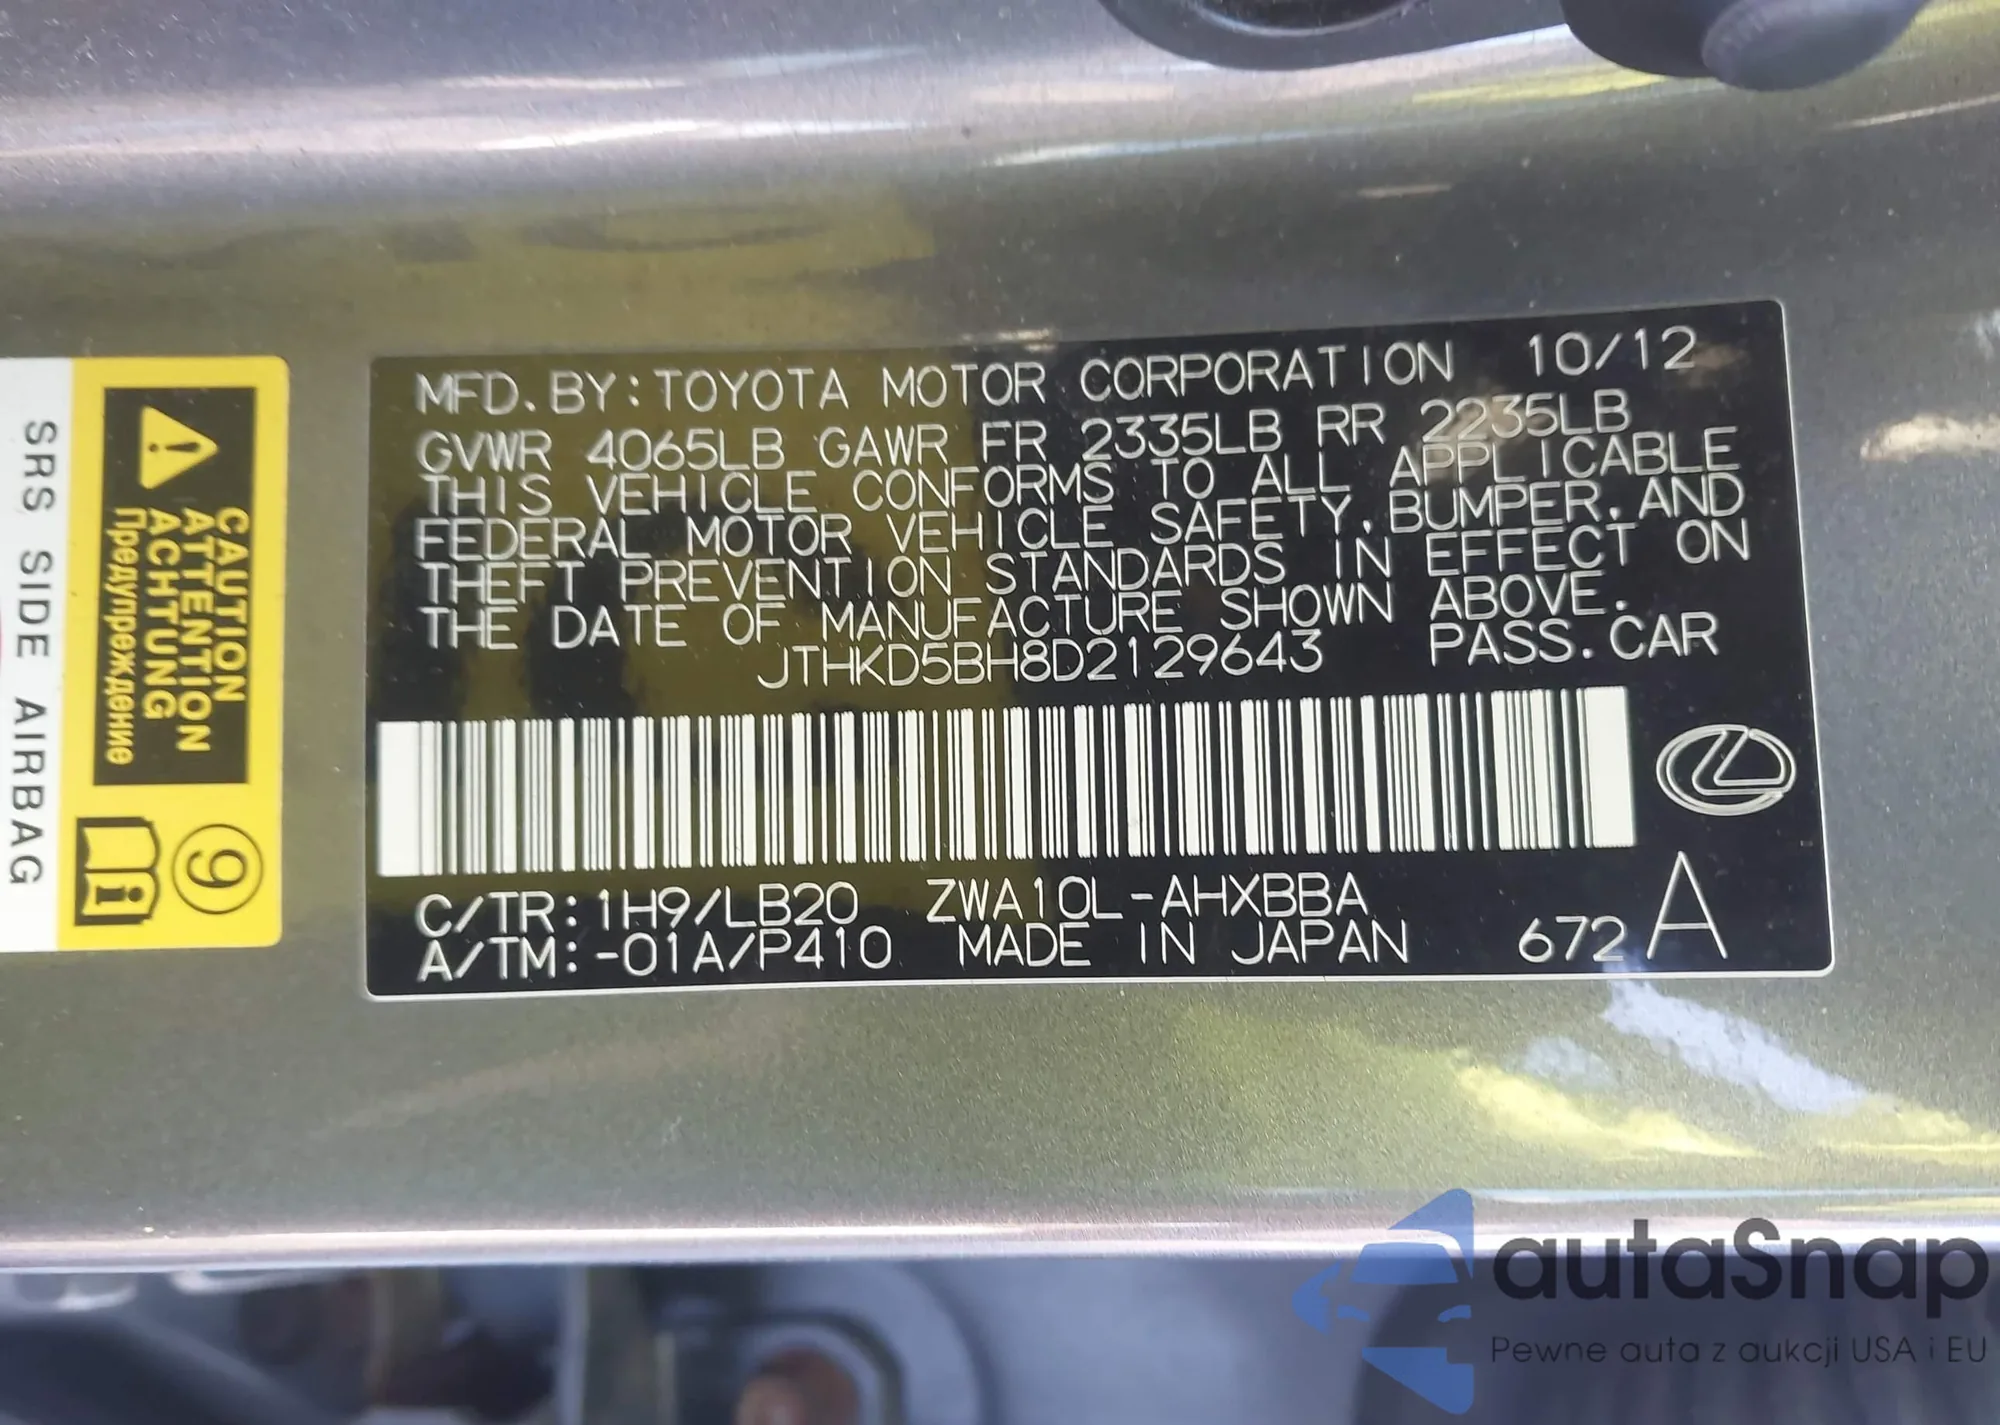 MFD. BY: TOYOTA MOTOR CORPORATION 10/12
GVWR 4065LB GAWR FR 2335LB RR 2235LB
THIS VEHICLE CONFORMS TO ALL APPLICABLE
FEDERAL MOTOR VEHICLE SAFETY, BUMPER, AND
THEFT PREVENTION STANDARDS IN EFFECT ON
THE DATE OF MANUFACTURE SHOWN ABOVE.
JTHKD5BH8D2129643 PASS. CAR
C/TR: 1H9/LB20 ZWA10L-AHXBBA
A/TM: -01A/P410 MADE IN JAPAN 672 A
CAUTION
ATTENTION
ACHTUNG
Предупреждение
9
i
SRS SIDE AIRBAG
autaSnap
Pewne auta z aukcji USA i EU